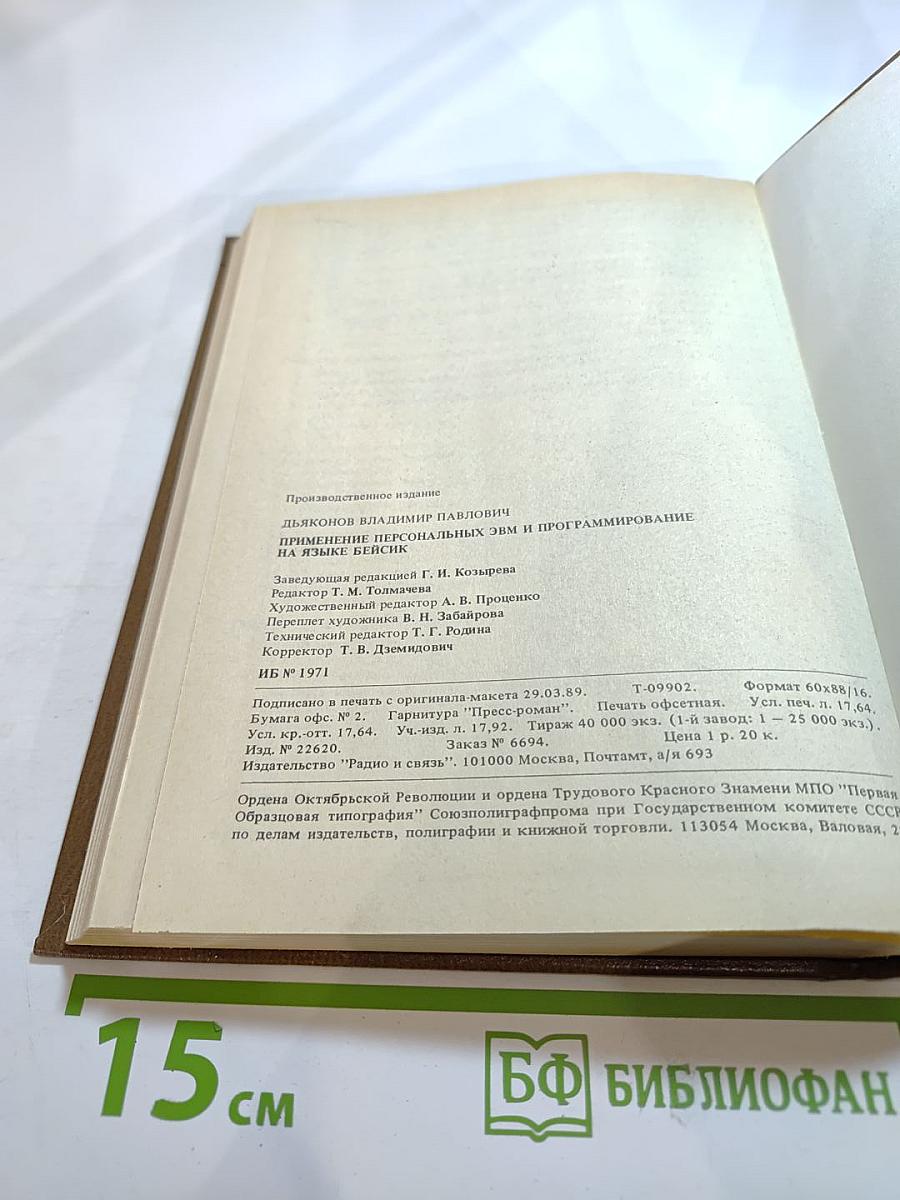 Производственное издание
ДЬЯКОНОВ ВЛАДИМИР ПАВЛОВИЧ
ПРИМЕНЕНИЕ ПЕРСОНАЛЬНЫХ ЭВМ И ПРОГРАММИРОВАНИЕ
НА ЯЗЫКЕ БЕЙСИК
Заведующая редакцией Г. И. Козырева
Редактор Т. М. Толмачева
Художественный редактор А. В. Проценко
Переплет художника В. Н. Забайрова
Технический редактор Т. Г. Родина
Корректор Т. В. Дземидович
ИБ № 1971
Подписано в печать с оригинала-макета 29.03.89. Т-09902. Формат 60х88/16.
Бумага офс. № 2. Гарнитура "Пресс-роман". Печать офсетная. Усл. печ. л. 17,64.
Усл. кр.-отт. 17,64. Уч.-изд. л. 17,92. Тираж 40 000 экз. (1-й завод: 1 — 25 000 экз.).
Изд. № 22620. Заказ № 6694. Цена 1 р. 20 к.
Издательство "Радио и связь". 101000 Москва, Почтамт, а/я 693
Ордена Октябрьской Революции и ордена Трудового Красного Знамени МПО "Первая
Образцовая типография" Союзполиграфпрома при Государственном комитете СССР
по делам издательств, полиграфии и книжной торговли. 113054 Москва, Валовая,
15 см
БФ БИБЛИОФАН